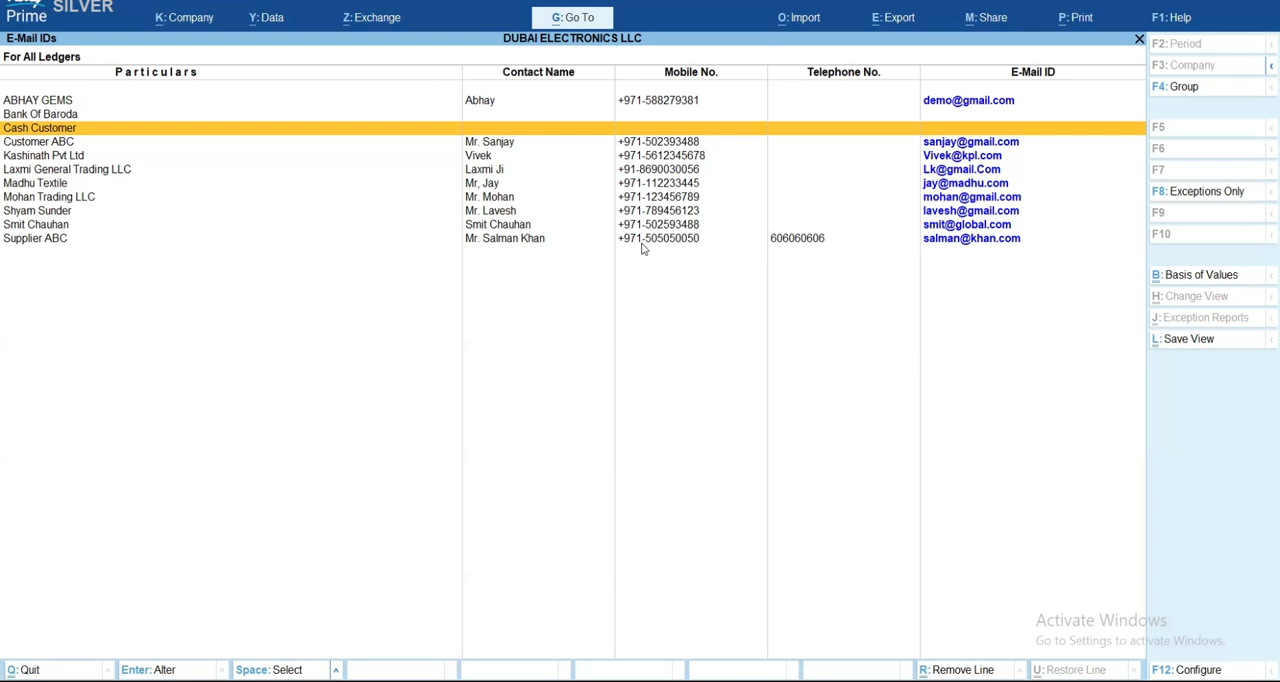 SILVER
Prime
K: Company
Y: Data
Z: Exchange
G: Go To
O: Import
E: Export
M: Share
P: Print
F1: Help
E-Mail IDs
DUBAI ELECTRONICS LLC
For All Ledgers
Particulars Contact Name Mobile No. Telephone No. E-Mail ID
ABHAY GEMS Abhay +971-588279381 demo@gmail.com
Bank Of Baroda
Cash Customer
Customer ABC Mr. Sanjay +971-502393488 sanjay@gmail.com
Kashinath Pvt Ltd Vivek +971-5612345678 Vivek@kpl.com
Laxmi General Trading LLC Laxmi Ji +91-8690030056 Lk@gmail.Com
Madhu Textile Mr, Jay +971-112233445 jay@madhu.com
Mohan Trading LLC Mr. Mohan +971-123456789 mohan@gmail.com
Shyam Sunder Mr. Lavesh +971-789456123 lavesh@gmail.com
Smit Chauhan Smit Chauhan +971-502593488 smit@global.com
Supplier ABC Mr. Salman Khan +971-505050050 606060606 salman@khan.com
F2: Period
F3: Company
F4: Group
F5
F6
F7
F8: Exceptions Only
F9
F10
B: Basis of Values
H: Change View
J: Exception Reports
L: Save View
Activate Windows
Go to Settings to activate Windows.
Q: Quit
Enter: Alter
Space: Select
R: Remove Line
U: Restore Line
F12: Configure